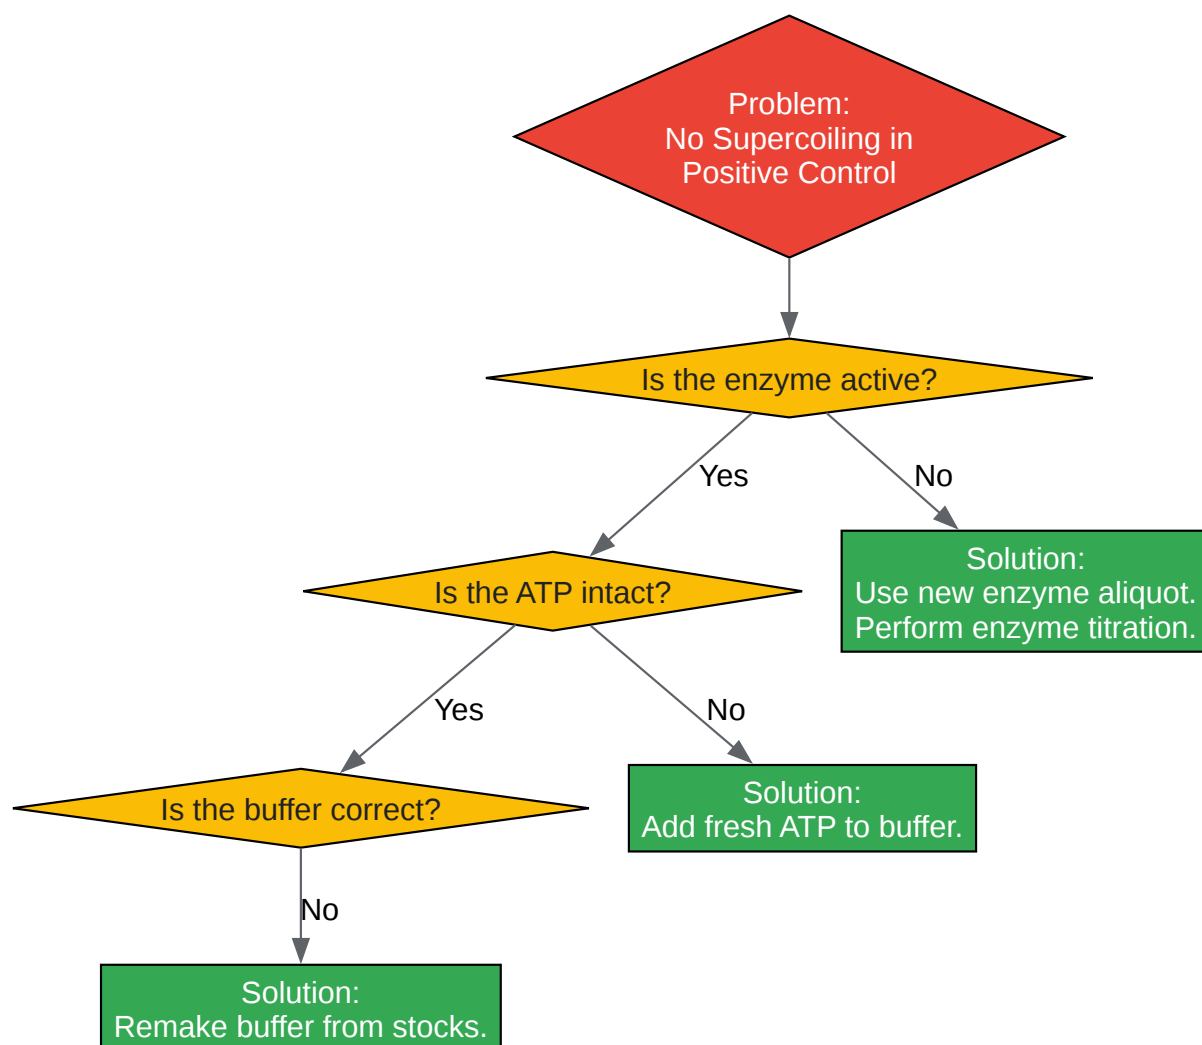 Problem:
No Supercoiling in
Positive Control
Is the enzyme active?
Yes
No
Solution:
Use new enzyme aliquot.
Perform enzyme titration.
Is the ATP intact?
Yes
No
Solution:
Add fresh ATP to buffer.
Is the buffer correct?
No
Solution:
Remake buffer from stocks.